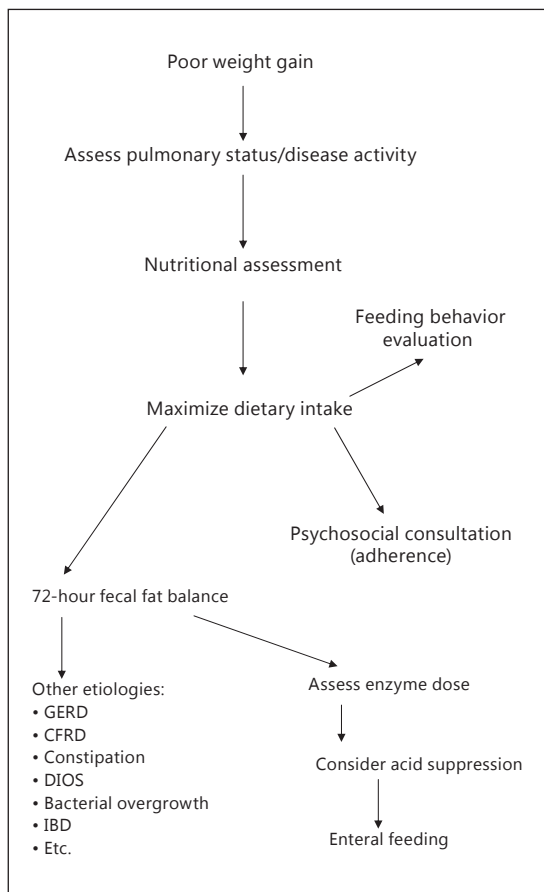 Poor weight gain
Assess pulmonary status/disease activity
Nutritional assessment
Feeding behavior
evaluation
Maximize dietary intake
Psychosocial consultation
(adherence)
72-hour fecal fat balance
Other etiologies:
• GERD
• CFRD
• Constipation
• DIOS
• Bacterial overgrowth
• IBD
• Etc.
Assess enzyme dose
Consider acid suppression
Enteral feeding